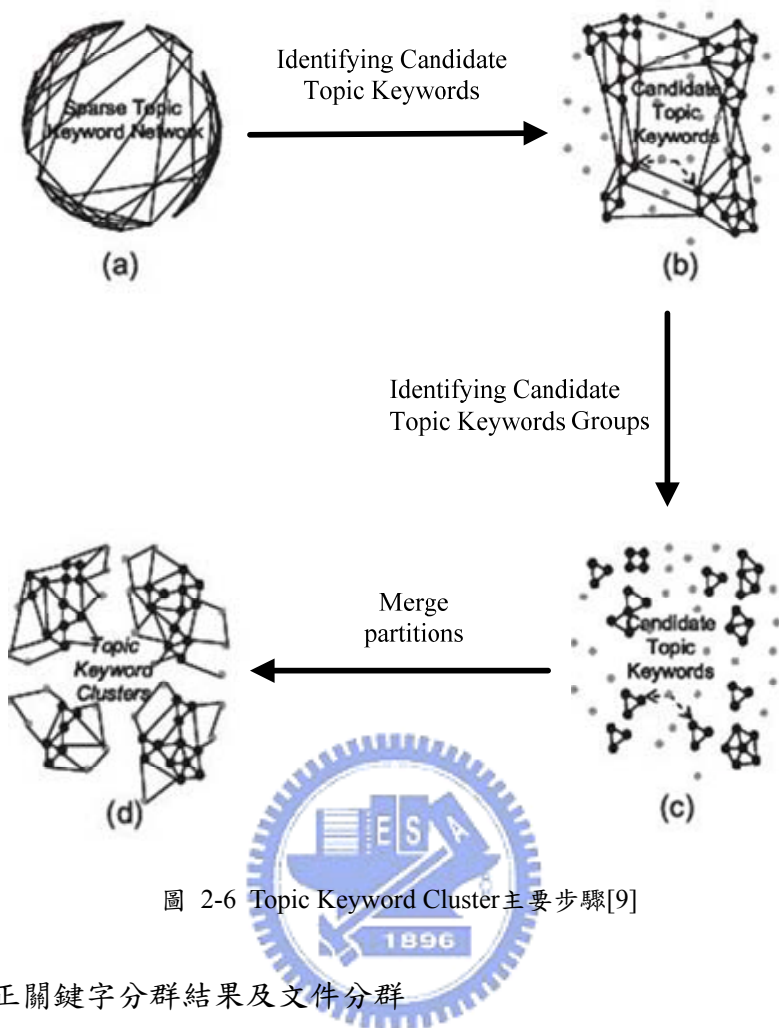 Identifying Candidate
Topic Keywords
Sparse Topic
Keyword Network
(a)
Candidate
Topic
Keywords
(b)
Identifying Candidate
Topic Keywords Groups
Candidate
Topic
Keywords
(c)
Merge
partitions
Topic
Keyword
Clusters
(d)
E S A
1896
圖 2-6 Topic Keyword Cluster主要步驟[9]
正關鍵字分群結果及文件分群